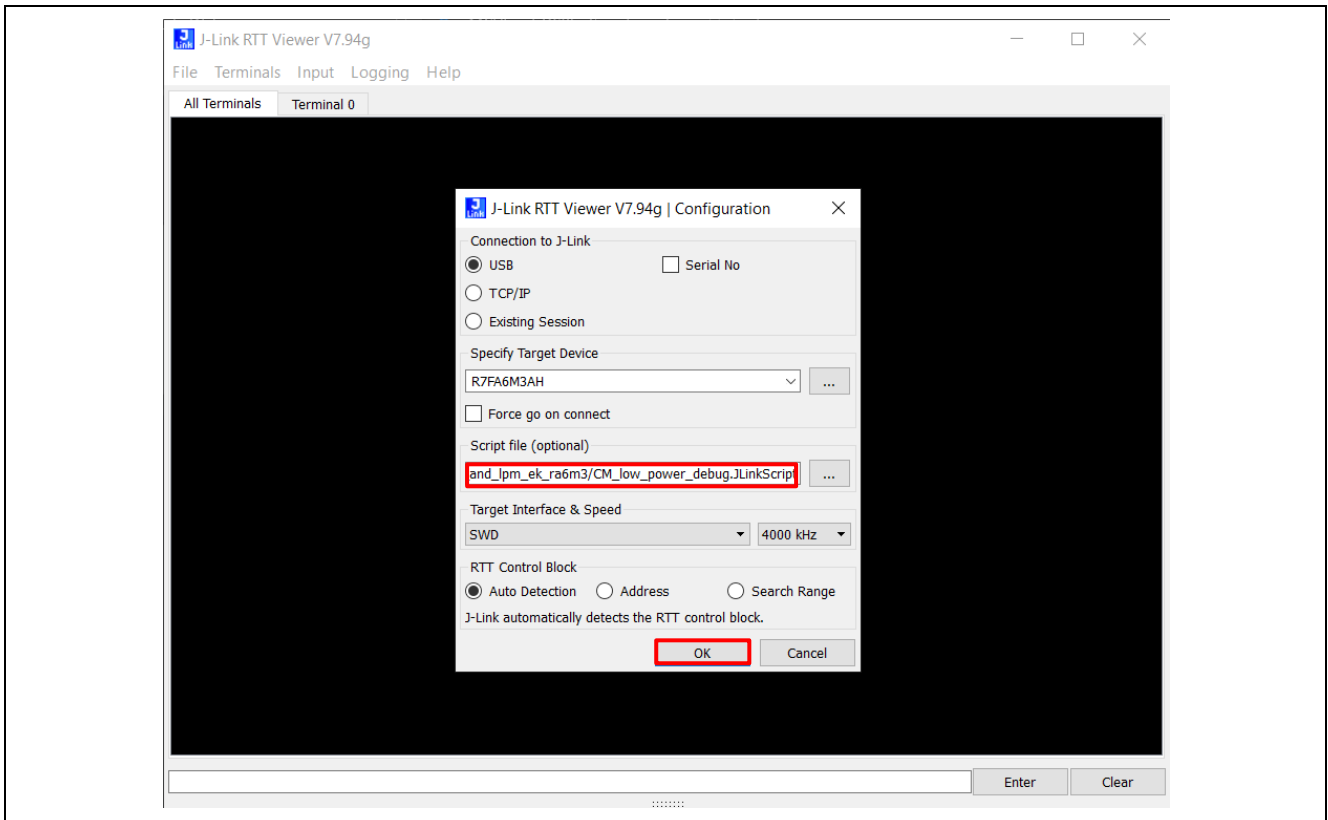 J-Link RTT Viewer V7.94g
File Terminals Input Logging Help
All Terminals Terminal 0
J-Link RTT Viewer V7.94g | Configuration
Connection to J-Link
USB Serial No
TCP/IP
Existing Session
Specify Target Device
R7FA6M3AH ...
Force go on connect
Script file (optional)
and_lpm_ek_ra6m3/CM_low_power_debug.JLinkScript ...
Target Interface & Speed
SWD 4000 kHz
RTT Control Block
Auto Detection Address Search Range
J-Link automatically detects the RTT control block.
OK Cancel
Enter Clear